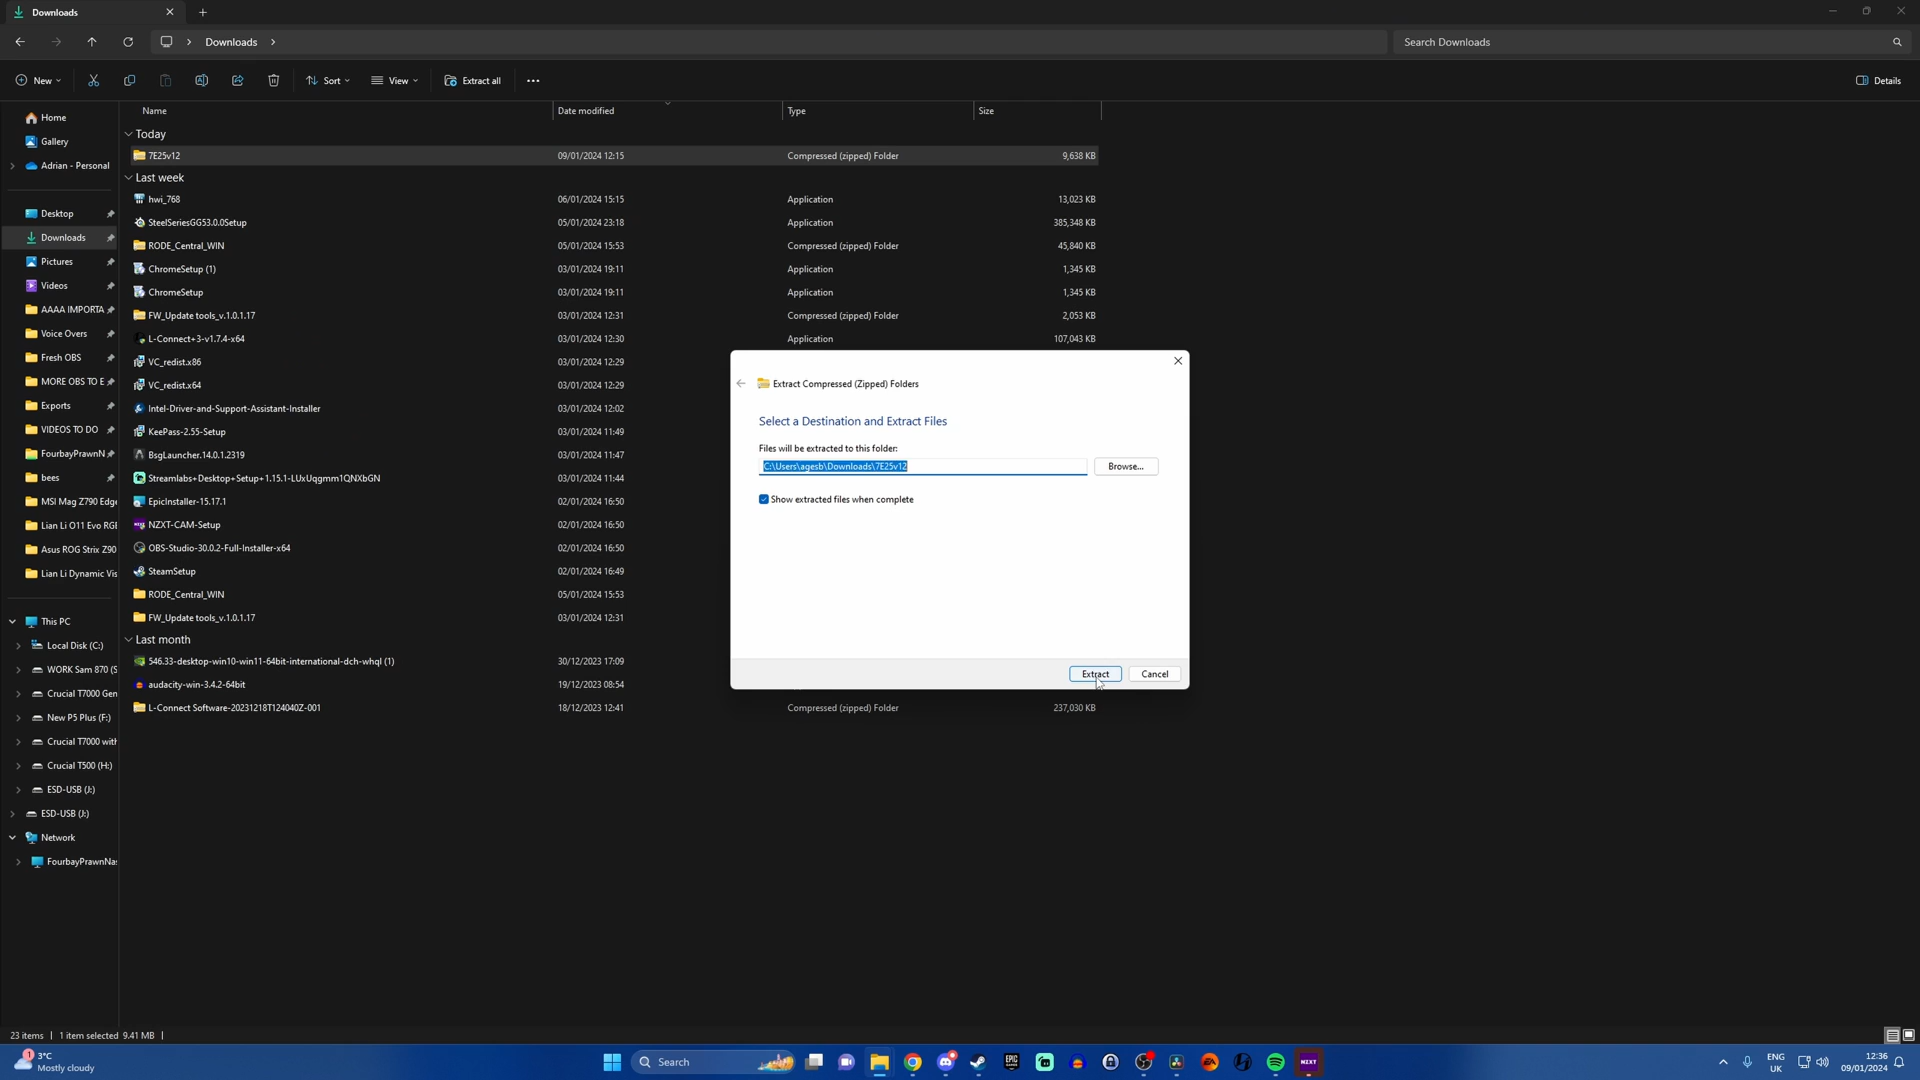 Downloads
Downloads
Search Downloads
New
Sort
View
Extract all
Details
Name
Date modified
Type
Size
Home
Gallery
Adrian - Personal
Desktop
Downloads
Pictures
Videos
AAAA IMPORTA
Voice Overs
Fresh OBS
MORE OBS TO E
Exports
VIDEOS TO DO
FourbayPrawnN
bees
MSI Mag Z790 Edge
Lian Li O11 Evo RGB
Asus ROG Strix Z90
Lian Li Dynamic Vis
This PC
Local Disk (C:)
WORK Sam 870 (S
Crucial T7000 Gen
New P5 Plus (F:)
Crucial T7000 with
Crucial T500 (H:)
ESD-USB (J:)
ESD-USB (J:)
Network
FourbayPrawnNas
Today
7E25v12 09/01/2024 12:15 Compressed (zipped) Folder 9,638 KB
Last week
hwi_768 06/01/2024 15:15 Application 13,023 KB
SteelSeriesGG53.0.0Setup 05/01/2024 23:18 Application 385,348 KB
RODE_Central_WIN 05/01/2024 15:53 Compressed (zipped) Folder 45,840 KB
ChromeSetup (1) 03/01/2024 19:11 Application 1,345 KB
ChromeSetup 03/01/2024 19:11 Application 1,345 KB
FW_Update tools_v.1.0.1.17 03/01/2024 12:31 Compressed (zipped) Folder 2,053 KB
L-Connect+3-v1.7.4-x64 03/01/2024 12:30 Application 107,043 KB
VC_redist.x86 03/01/2024 12:29
VC_redist.x64 03/01/2024 12:29
Intel-Driver-and-Support-Assistant-Installer 03/01/2024 12:02
KeePass-2.55-Setup 03/01/2024 11:49
BsgLauncher.14.0.1.2319 03/01/2024 11:47
Streamlabs+Desktop+Setup+1.15.1-LUxUqgmm1QNXbGN 03/01/2024 11:44
EpicInstaller-15.17.1 02/01/2024 16:50
NZXT-CAM-Setup 02/01/2024 16:50
OBS-Studio-30.0.2-Full-Installer-x64 02/01/2024 16:50
SteamSetup 02/01/2024 16:49
RODE_Central_WIN 05/01/2024 15:53
FW_Update tools_v.1.0.1.17 03/01/2024 12:31
Last month
546.33-desktop-win10-win11-64bit-international-dch-whql (1) 30/12/2023 17:09
audacity-win-3.4.2-64bit 19/12/2023 08:54
L-Connect Software-20231218T124040Z-001 18/12/2023 12:41 Compressed (zipped) Folder 237,030 KB
Extract Compressed (Zipped) Folders
Select a Destination and Extract Files
Files will be extracted to this folder:
C:\Users\agesb\Downloads\7E25v12
Browse...
Show extracted files when complete
Extract
Cancel
23 items 1 item selected 9.41 MB
1
3°C
Mostly cloudy
Search
EPIC GAMES
EA
NZXT
ENG
UK
12:36
09/01/2024